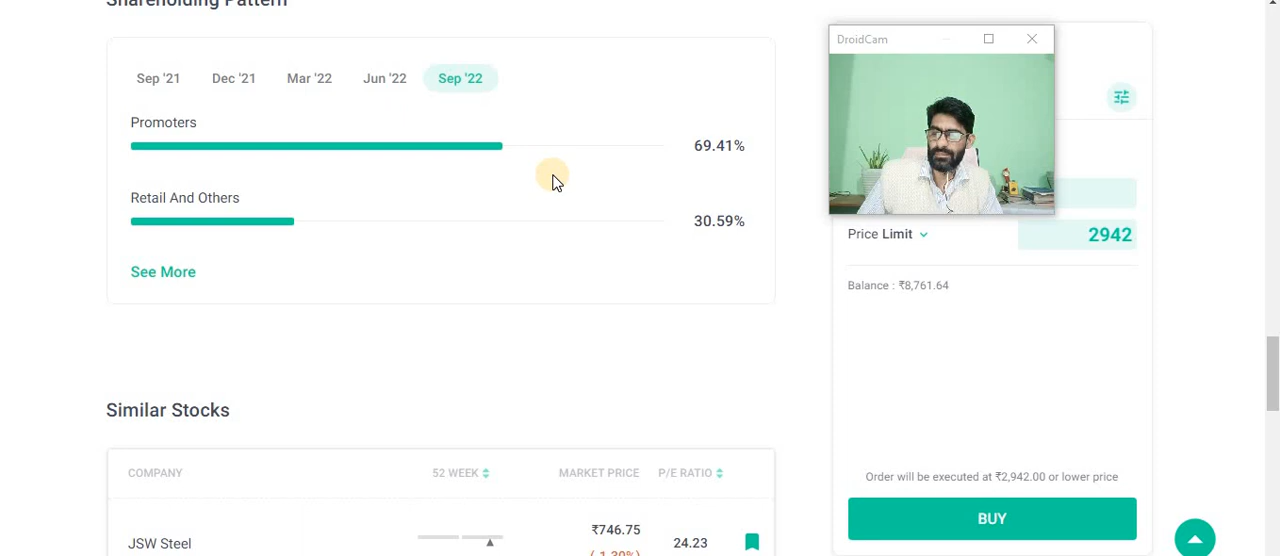 Shareholding Pattern
Sep '21 Dec '21 Mar '22 Jun '22 Sep '22
Promoters
69.41%
Retail And Others
30.59%
See More
Similar Stocks
COMPANY 52 WEEK MARKET PRICE P/E RATIO
JSW Steel ₹746.75 24.23
(-1.30%)
DroidCam
Price Limit 2942
Balance : ₹8,761.64
Order will be executed at ₹2,942.00 or lower price
BUY